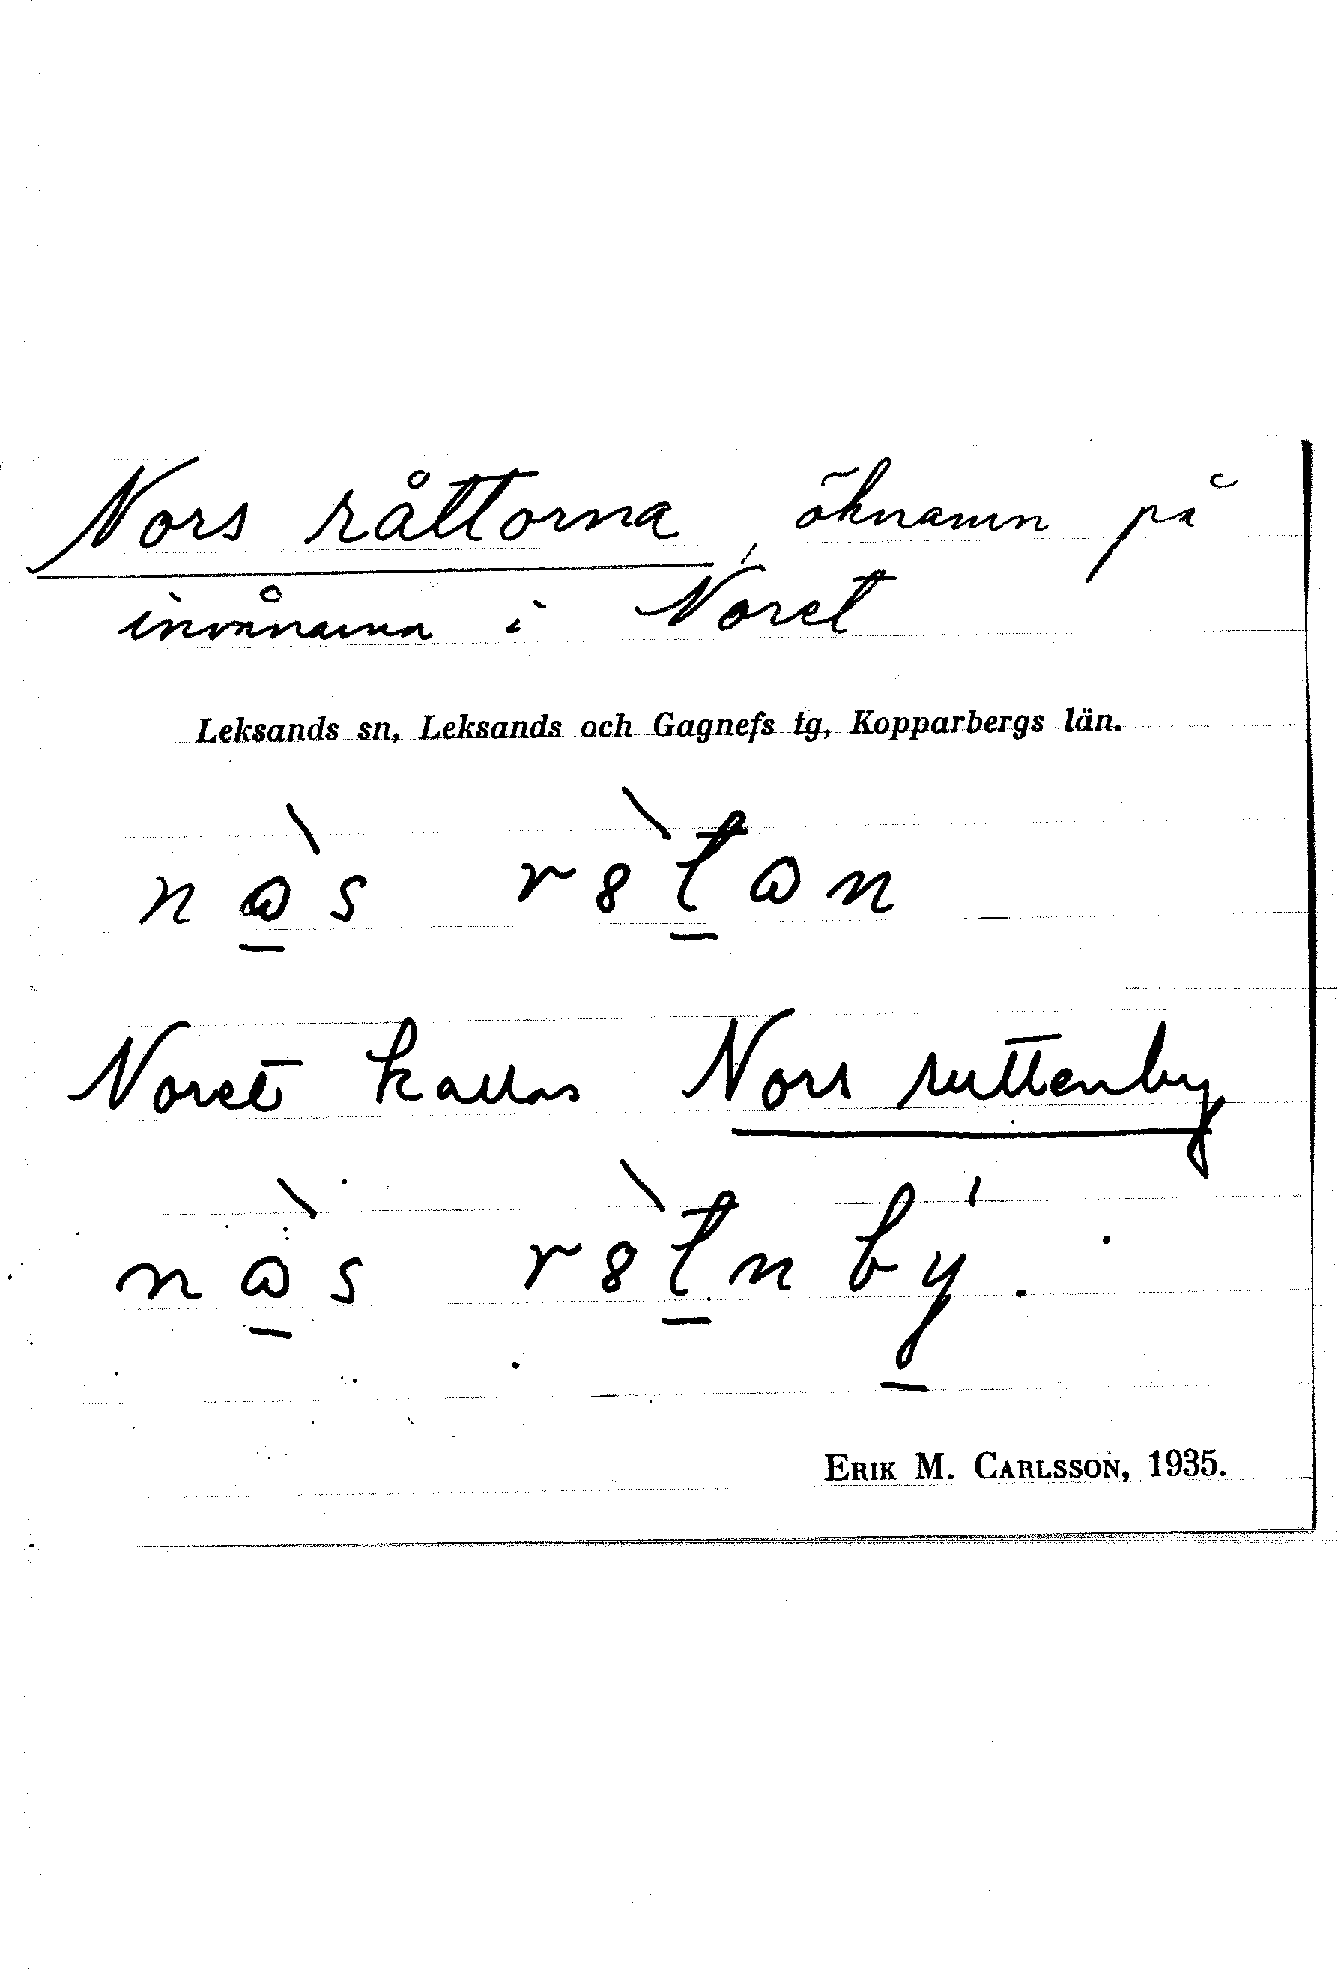 Nors råttorna, öknamn på
invånarna i Noret
Leksands sn, Leksands och Gagnefs tg, Kopparbergs län.
Noret kallas Nors ruttenby
ERIK M. CARLSSON, 1935.